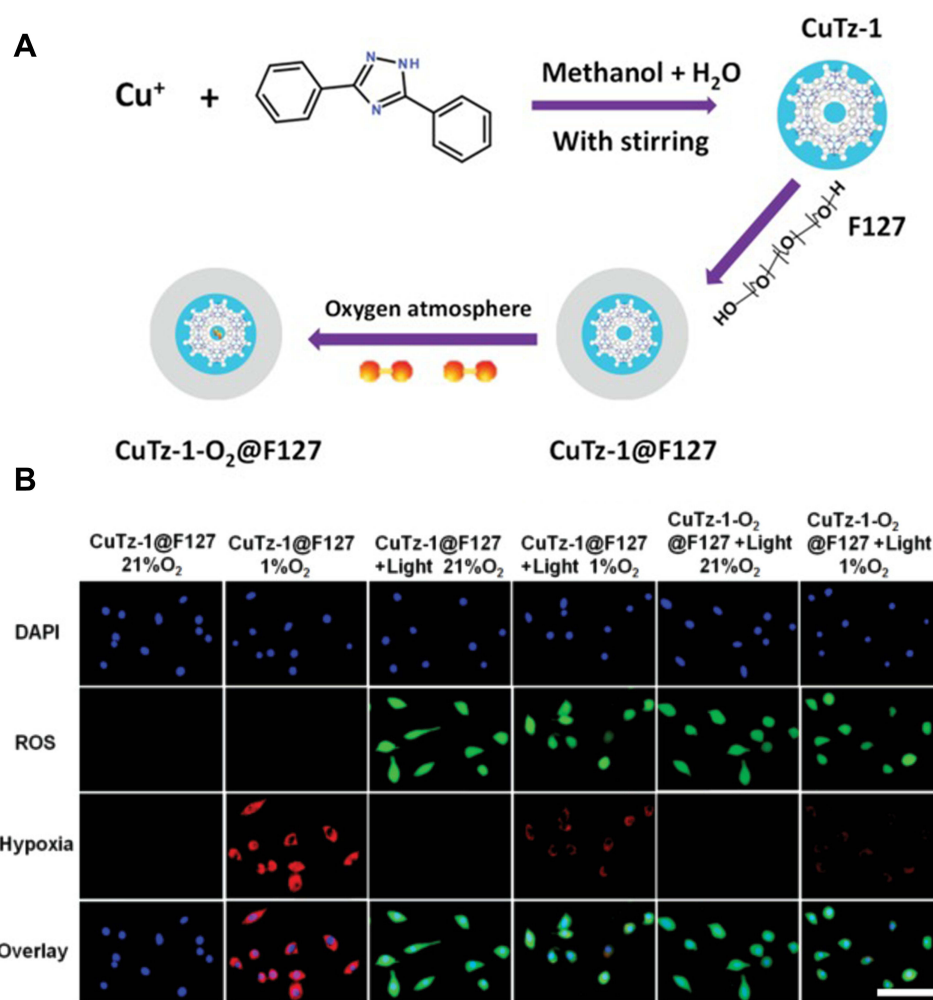 A
CuTz-1
Cu⁺ + N NH N
Methanol + H₂O
With stirring
HO (O) (O) (O) H
F127
Oxygen atmosphere
CuTz-1-O₂@F127
CuTz-1@F127
B
CuTz-1@F127
21%O₂
CuTz-1@F127
1%O₂
CuTz-1@F127
+Light 21%O₂
CuTz-1@F127
+Light 1%O₂
CuTz-1-O₂
@F127 +Light
21%O₂
CuTz-1-O₂
@F127 +Light
1%O₂
DAPI
ROS
Hypoxia
Overlay